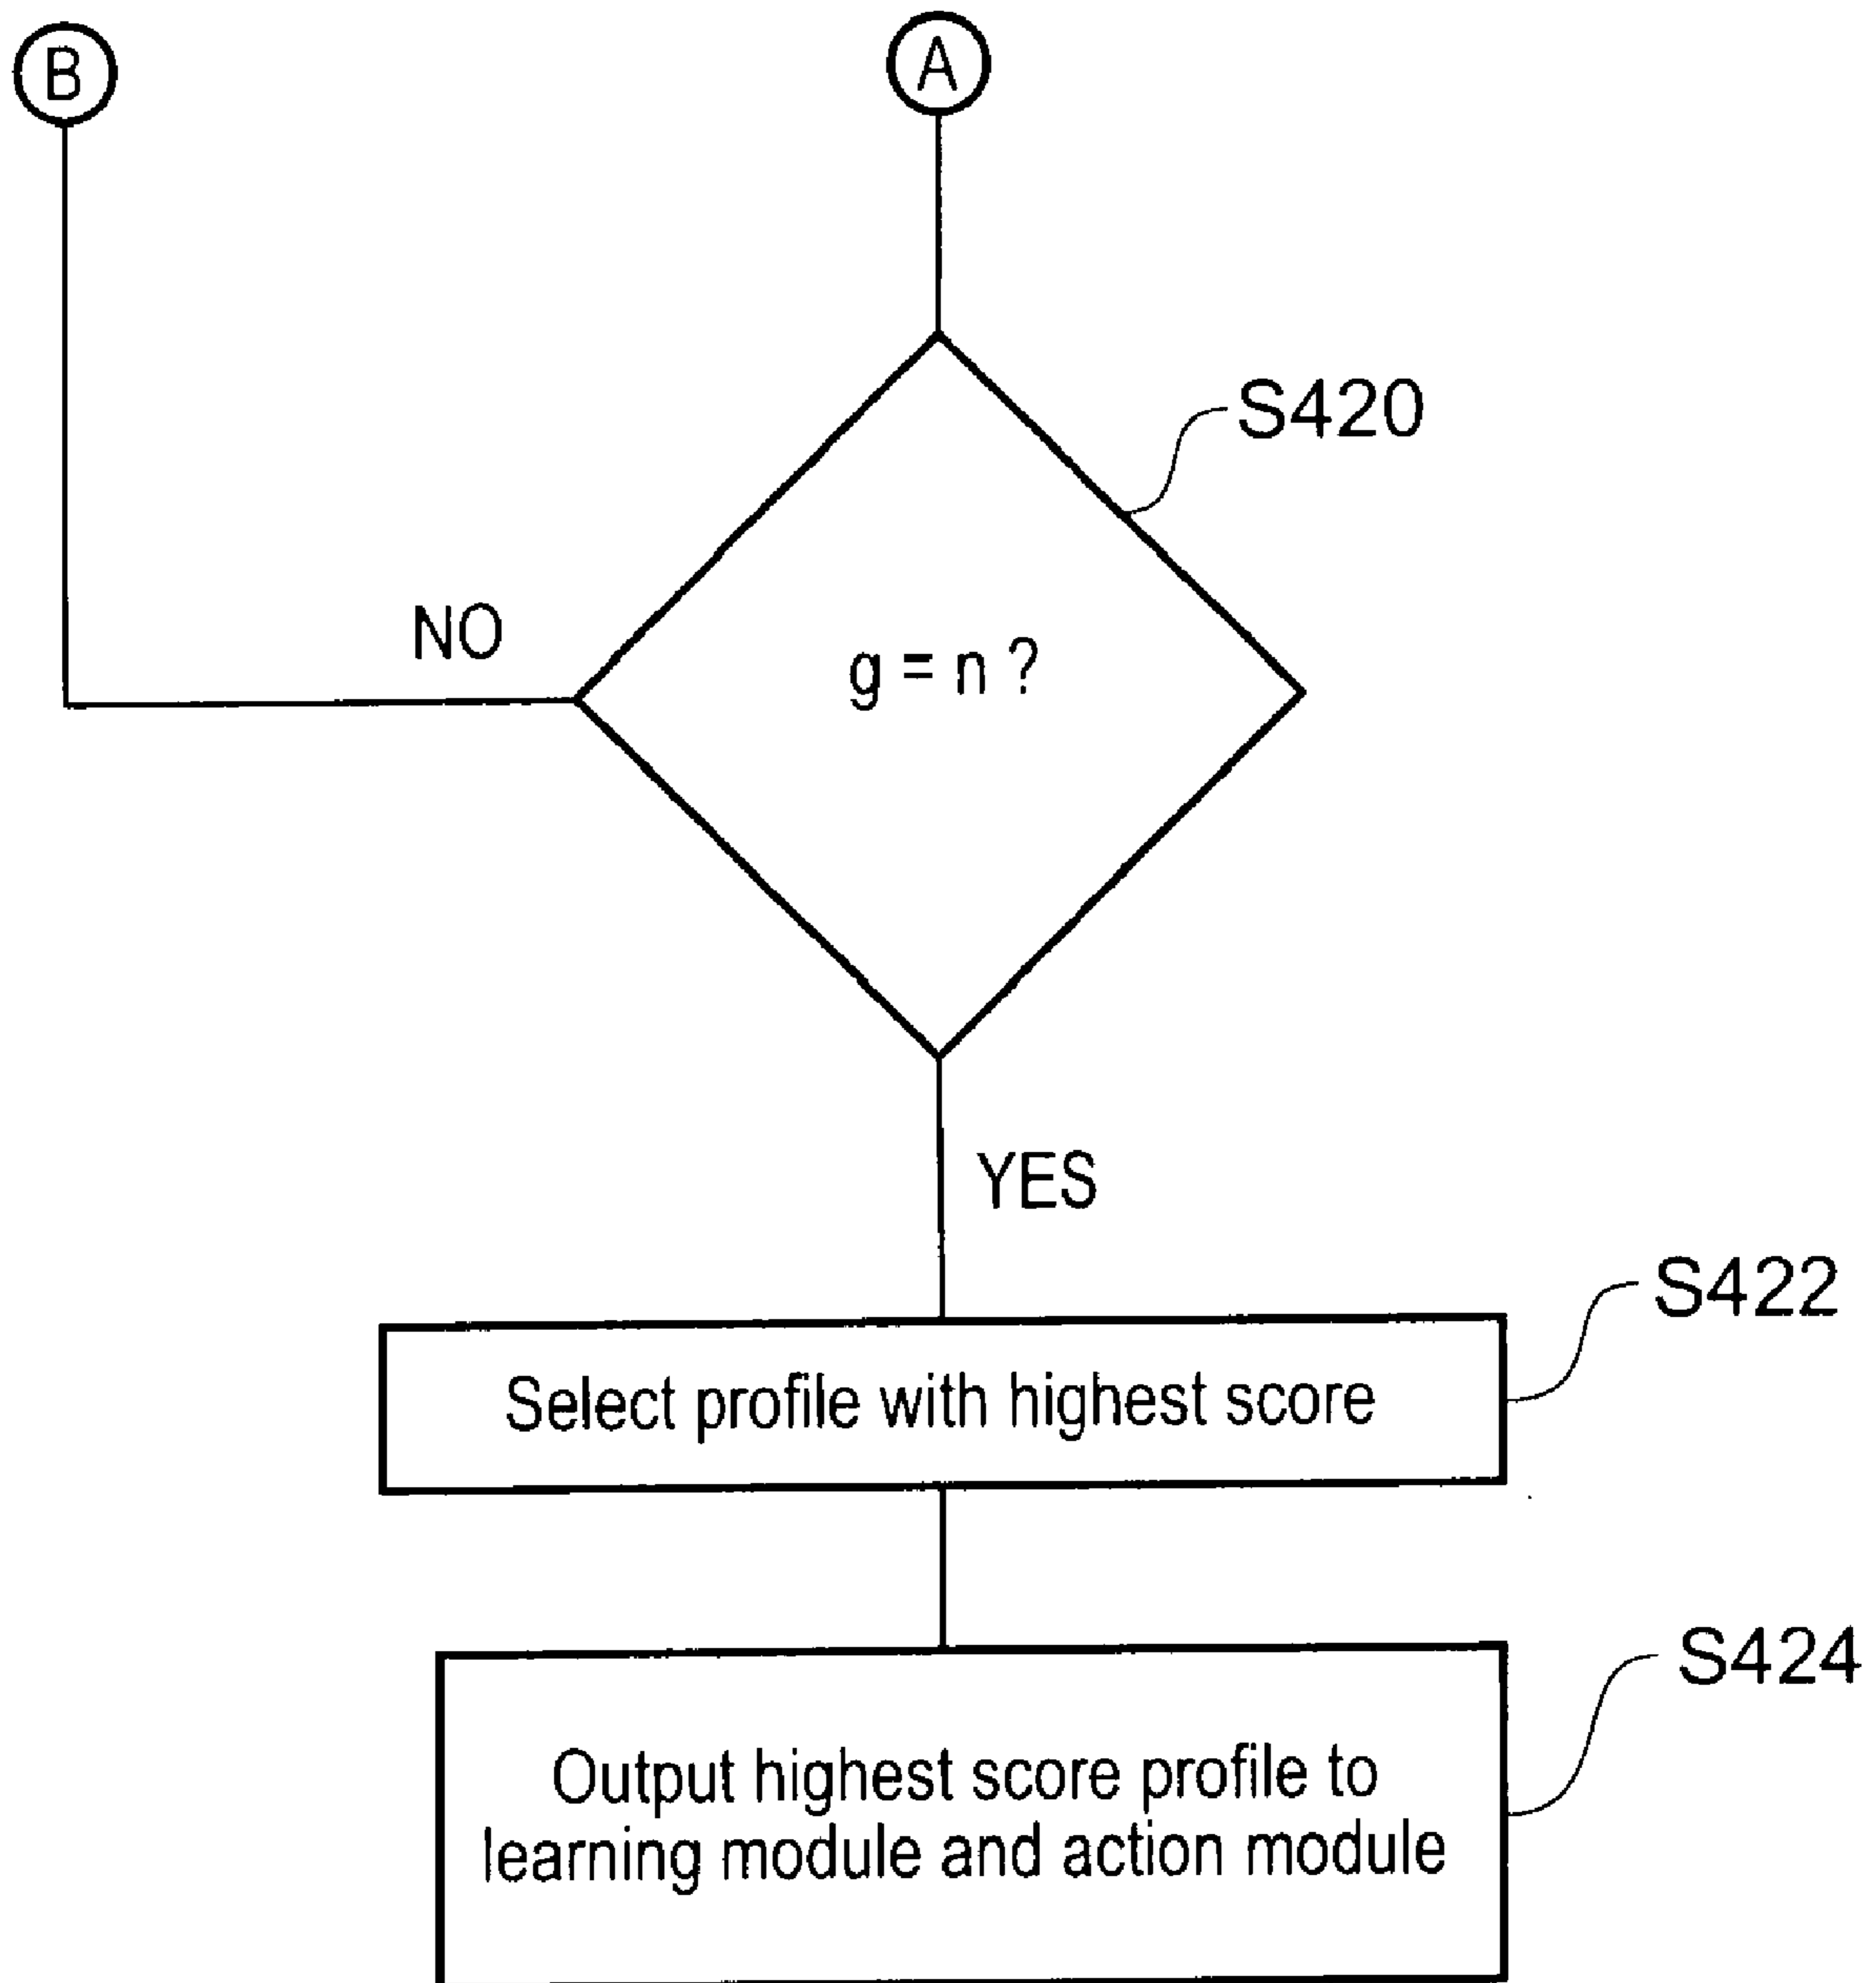 B
A
S420
NO
g = n ?
YES
S422
Select profile with highest score
S424
Output highest score profile to
learning module and action module